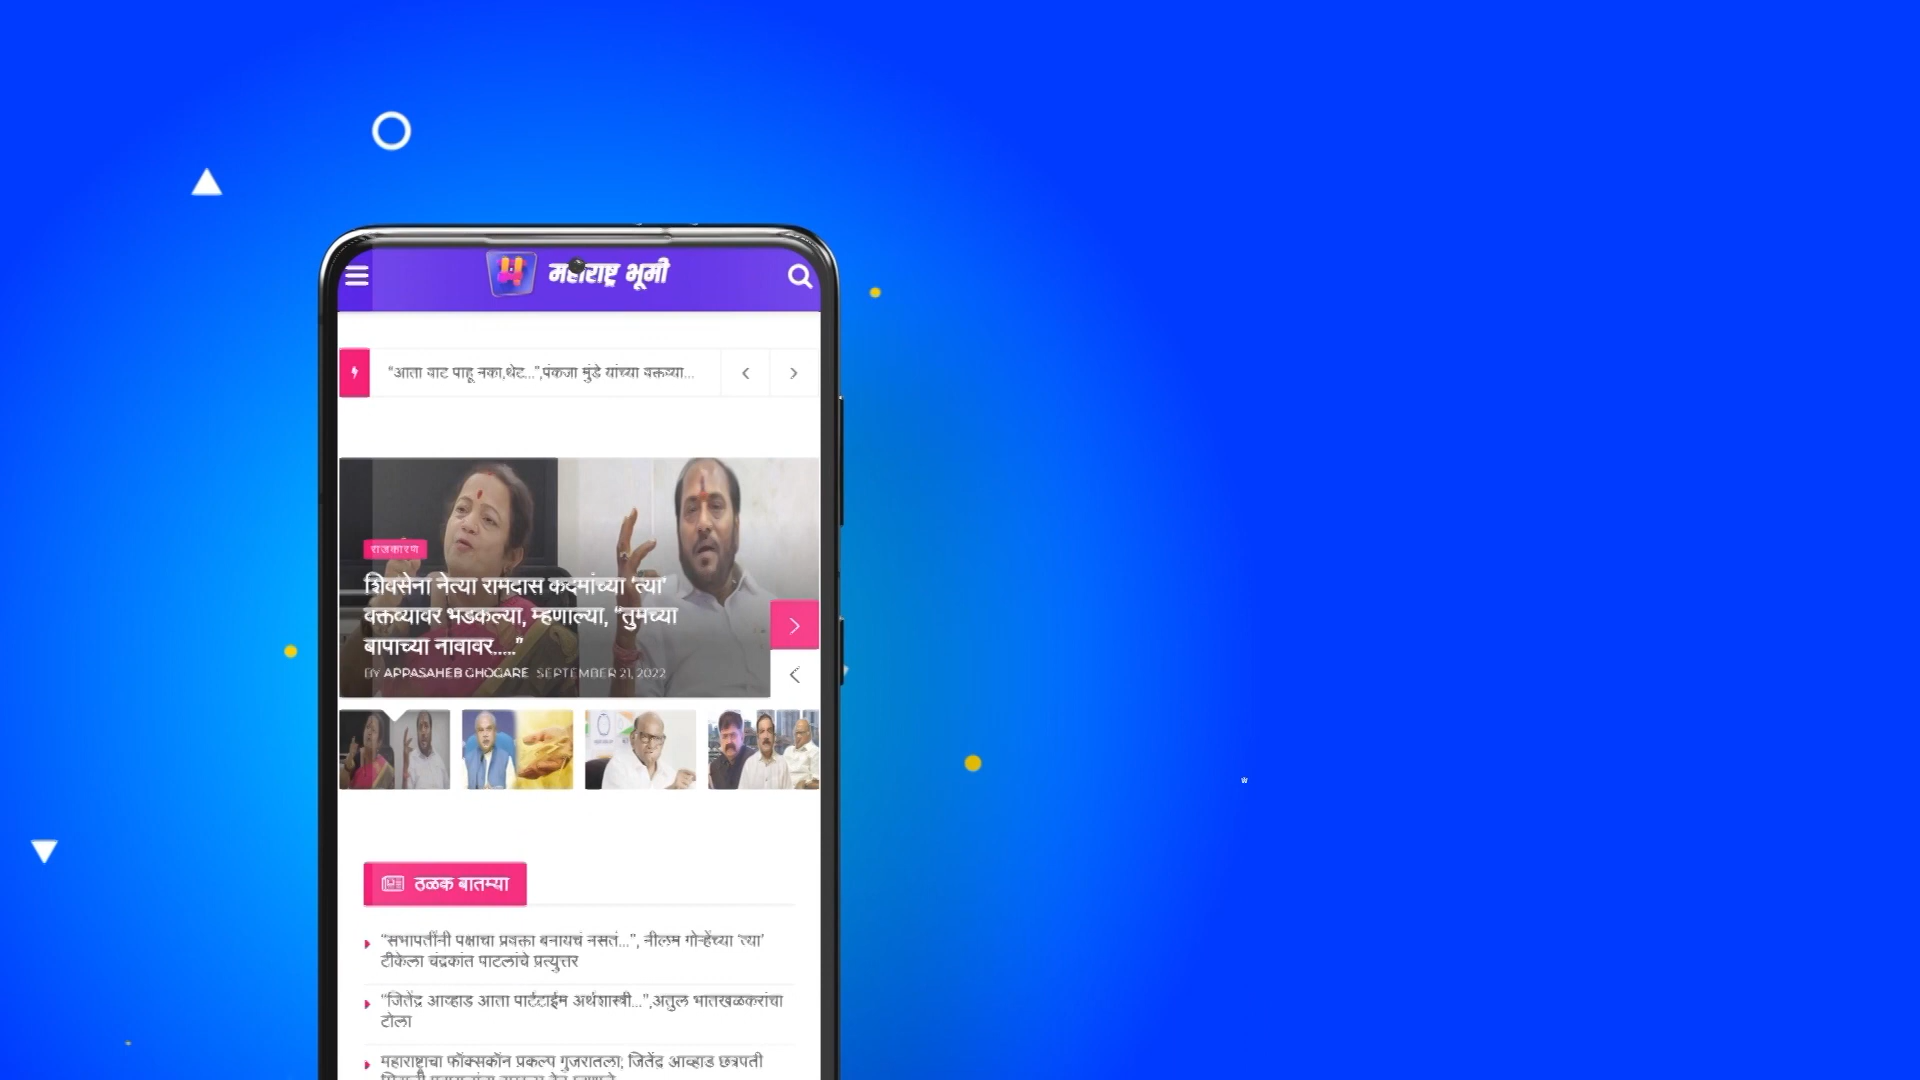 महाराष्ट्र भूमी
“आता वाट पाहू नका,थेट...”,पंकजा मुंडे यांच्या वक्तव्या...
राजकारण
शिवसेना नेत्या रामदास कदमांच्या ‘त्या’
वक्तव्यावर भडकल्या, म्हणाल्या, “तुमच्या
बापाच्या नावावर.....”
BY APPASAHEB GHOGARE SEPTEMBER 21, 2022
ठळक बातम्या
“सभापतींनी पक्षाचा प्रवक्ता बनायचं नसतं...”, नीलम गोऱ्हेंच्या ‘त्या’
टीकेला चंद्रकांत पाटलांचे प्रत्युत्तर
“जितेंद्र आव्हाड आता पार्टटाईम अर्थशास्त्री...”,अतुल भातखळकरांचा
टोला
महाराष्ट्राचा फॉक्सकॉन प्रकल्प गुजरातला; जितेंद्र आव्हाड छत्रपती